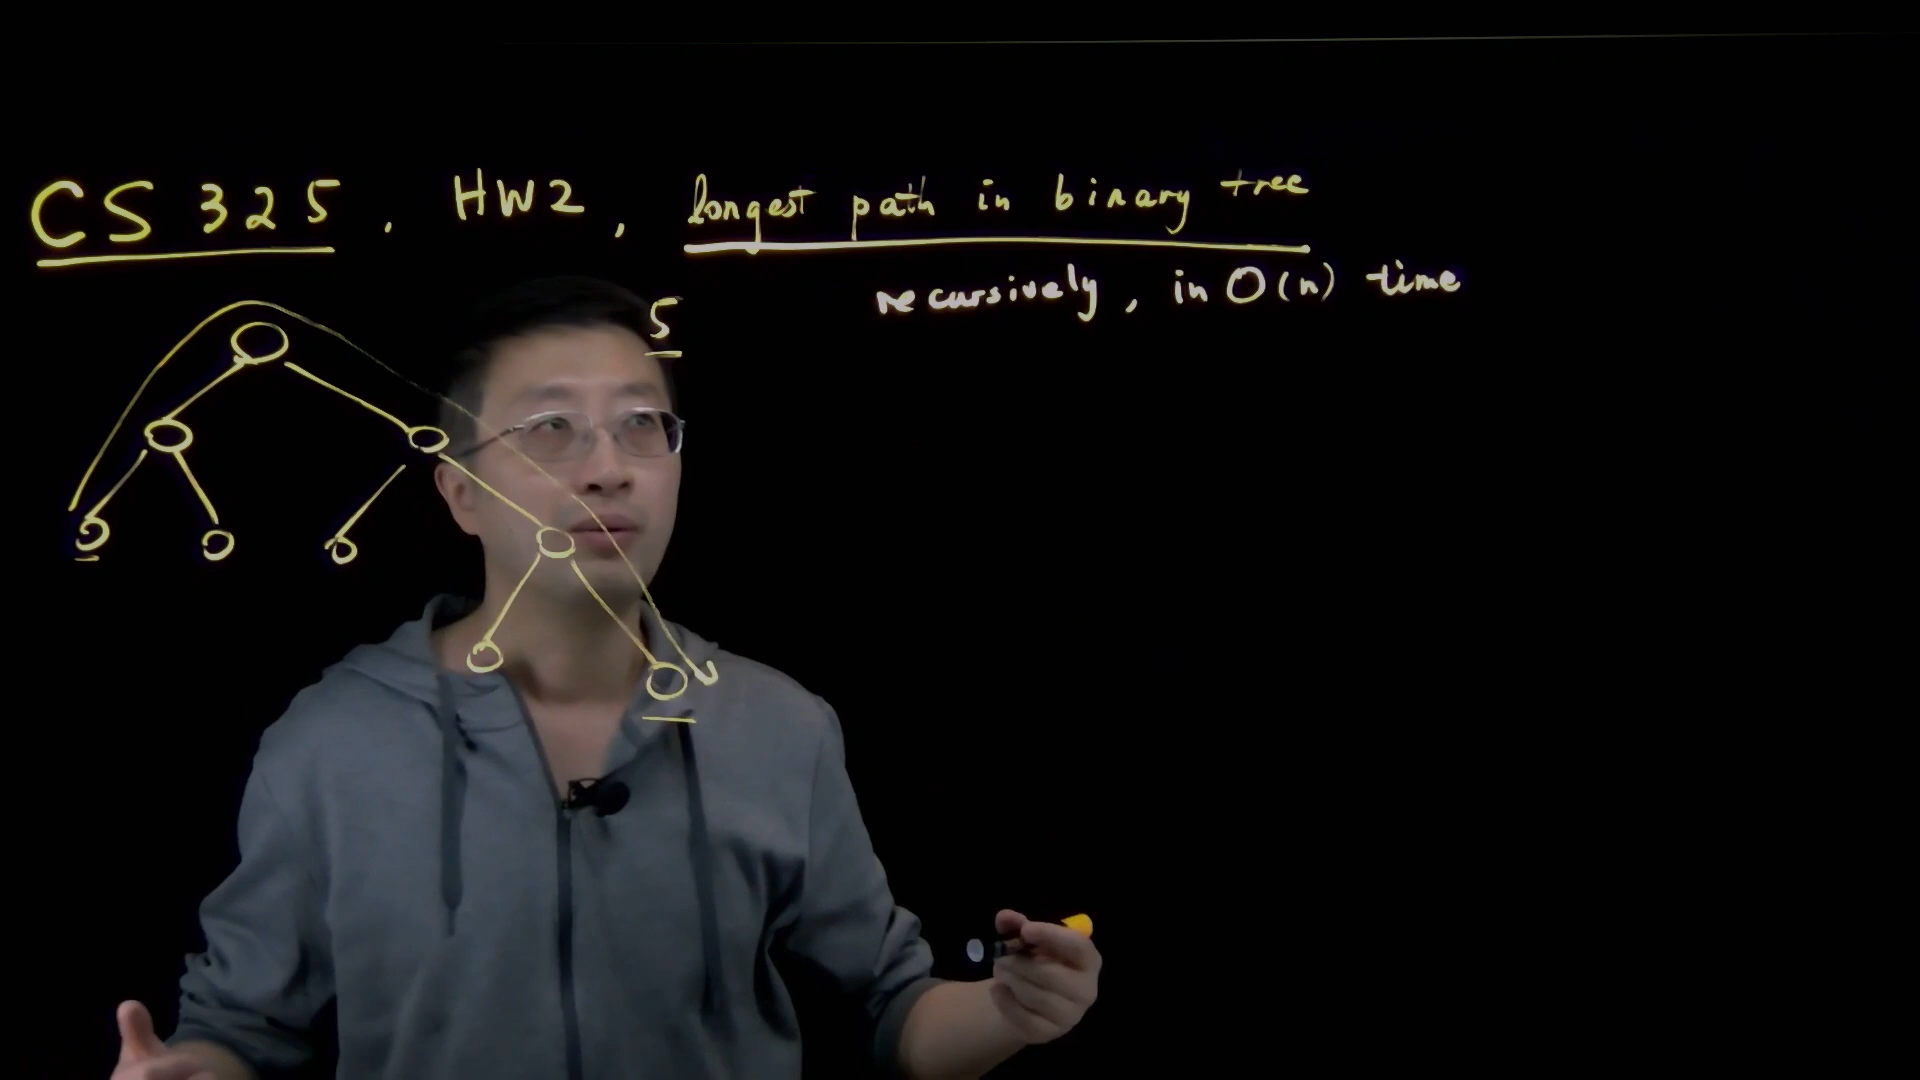 CS 325, HW2, longest path in binary tree
recursively, in O(n) time
5